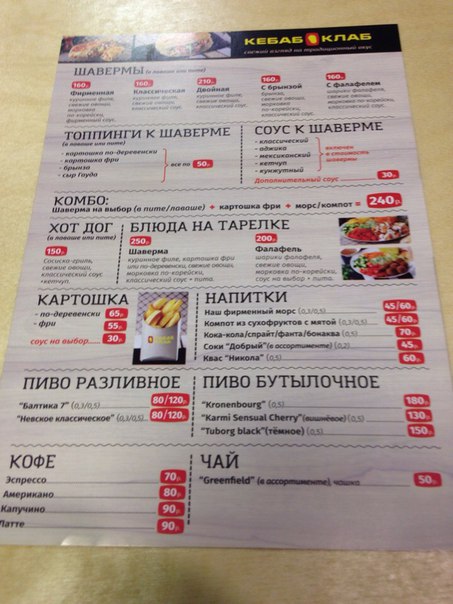 КЕБАБ КЛАБ
свежий взгляд на традиционный вкус
ШАВЕРМЫ (в лаваше или пите)
160р. 160р. 210р. 160р. 160р.
Фирменная Классическая Двойная С брынзой С фалафелем
куриное филе, свежие овощи, морковь по-корейски, фирменный соус.
куриное филе, свежие овощи, классический соус.
куриное филе, свежие овощи, классический соус.
брынза, свежие овощи, морковь по-корейски, классический соус.
шарики фалафеля, свежие овощи, морковь по-корейски, классический соус.
ТОППИНГИ К ШАВЕРМЕ
(в лаваше или пите)
- картошка по-деревенски
- картошка фри
- брынза
- сыр Гауда
все по 50р.
СОУС К ШАВЕРМЕ
- классический
- аджика
- мексиканский
- кетчуп
- кунжутный
включен в стоимость шавермы
Дополнительный соус 30р.
КОМБО:
Шаверма на выбор (в пите/лаваше) + картошка фри + морс/компот = 240р.
ХОТ ДОГ
(в лаваше или пите)
150р.
Сосиска-гриль, свежие овощи, классический соус +кетчуп.
БЛЮДА НА ТАРЕЛКЕ
250р.
Шаверма
куриное филе, картошка фри или по-деревенски, свежие овощи, морковь по-корейски, классический соус + пита.
200р.
Фалафель
шарики фалафеля, свежие овощи, морковь по-корейски, соус + пита.
КАРТОШКА
- по-деревенски 65р.
- фри 55р.
соус на выбор...... 30р.
НАПИТКИ
Наш фирменный морс (0,3/0,5) 45/60р.
Компот из сухофруктов с мятой (0,3/0,5) 45/60р.
Кока-кола/спрайт/фанта/бонаква (0,5) 70р.
Соки "Добрый" (в ассортименте) (0,2) 45р.
Квас "Никола" (0,5) 60р.
ПИВО РАЗЛИВНОЕ
"Балтика 7" (0,3/0,5) 80/120р.
"Невское классическое" (0,3/0,5) 80/120р.
ПИВО БУТЫЛОЧНОЕ
"Kronenbourg" (0,5) 180р.
"Karmi Sensual Cherry" (вишнёвое) (0,5) 130р.
"Tuborg black" (тёмное) (0,5) 150р.
КОФЕ
Эспрессо 70р.
Американо 80р.
Капучино 90р.
Латте 90р.
ЧАЙ
"Greenfield" (в ассортименте), чашка 50р.